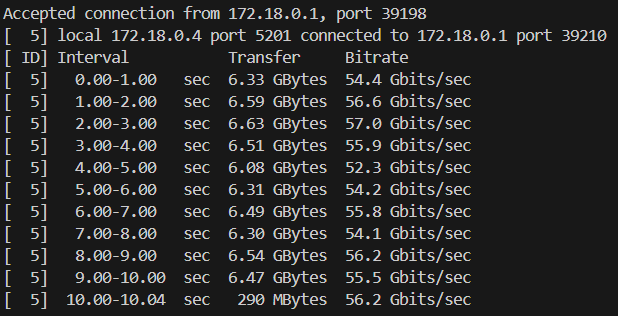 Accepted connection from 172.18.0.1, port 39198
[  5] local 172.18.0.4 port 5201 connected to 172.18.0.1 port 39210
[ ID] Interval           Transfer     Bitrate
[  5]   0.00-1.00   sec  6.33 GBytes  54.4 Gbits/sec
[  5]   1.00-2.00   sec  6.59 GBytes  56.6 Gbits/sec
[  5]   2.00-3.00   sec  6.63 GBytes  57.0 Gbits/sec
[  5]   3.00-4.00   sec  6.51 GBytes  55.9 Gbits/sec
[  5]   4.00-5.00   sec  6.08 GBytes  52.3 Gbits/sec
[  5]   5.00-6.00   sec  6.31 GBytes  54.2 Gbits/sec
[  5]   6.00-7.00   sec  6.49 GBytes  55.8 Gbits/sec
[  5]   7.00-8.00   sec  6.30 GBytes  54.1 Gbits/sec
[  5]   8.00-9.00   sec  6.54 GBytes  56.2 Gbits/sec
[  5]   9.00-10.00  sec  6.47 GBytes  55.5 Gbits/sec
[  5]  10.00-10.04  sec   290 MBytes  56.2 Gbits/sec